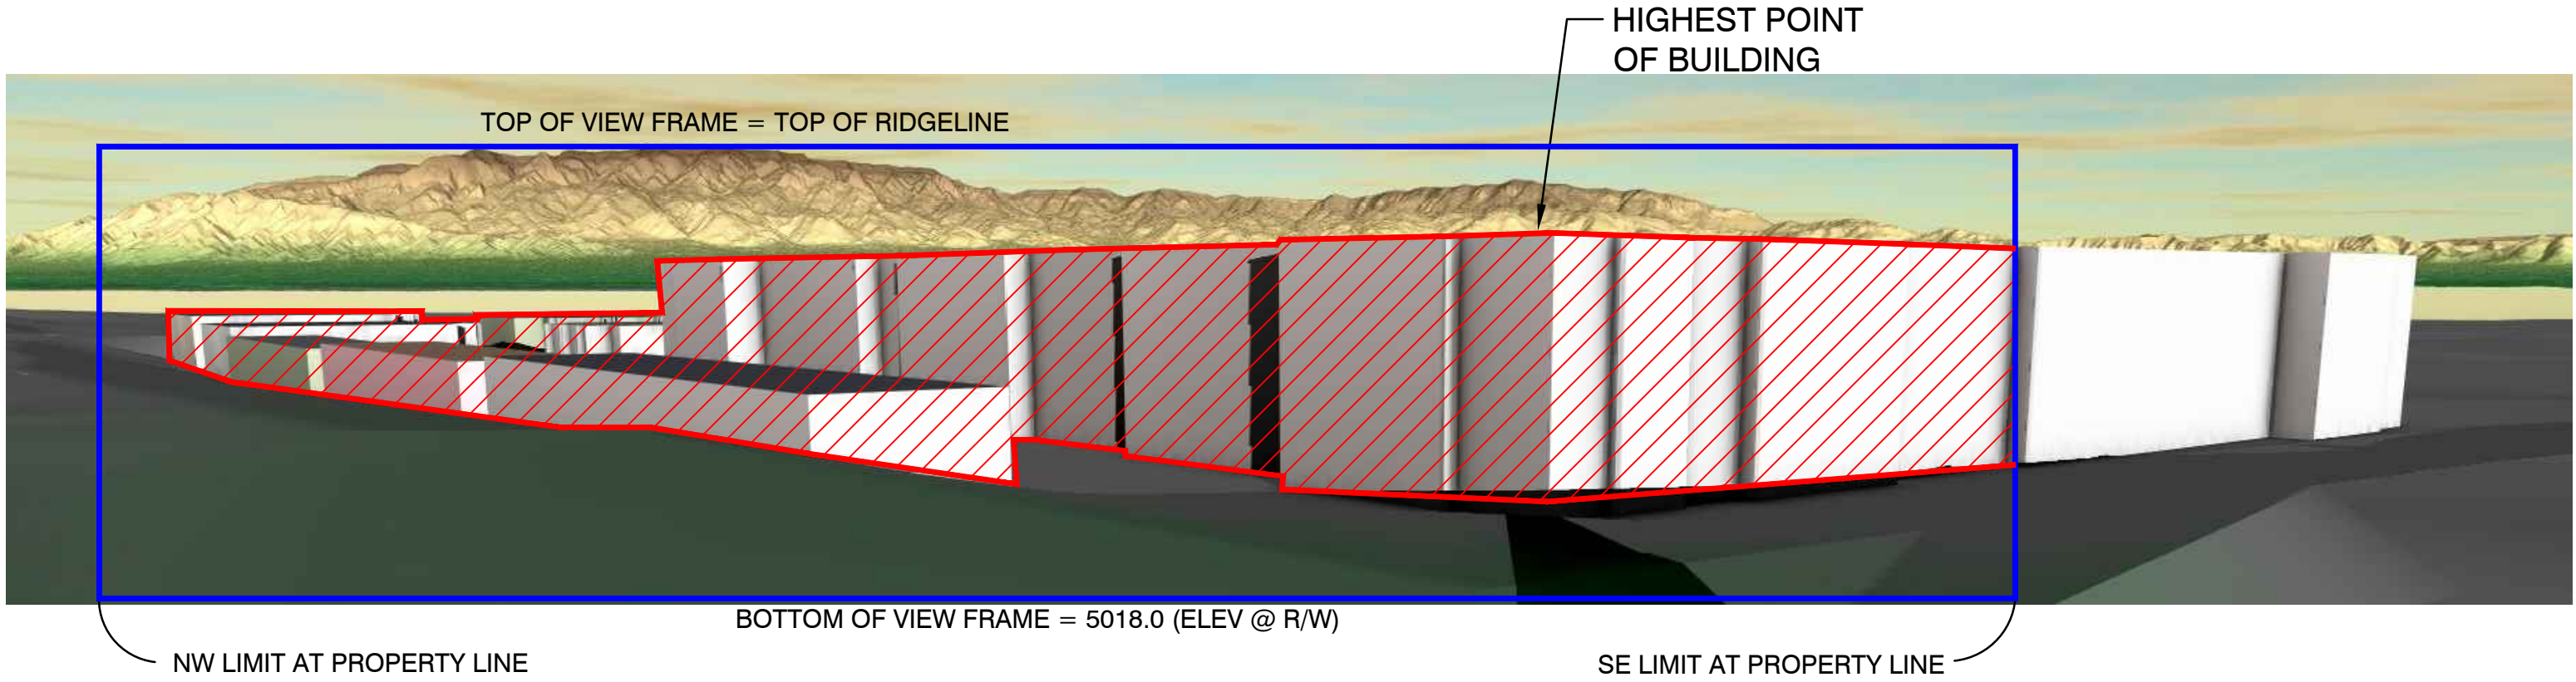 HIGHEST POINT
OF BUILDING
TOP OF VIEW FRAME = TOP OF RIDGELINE
BOTTOM OF VIEW FRAME = 5018.0 (ELEV @ R/W)
NW LIMIT AT PROPERTY LINE
SE LIMIT AT PROPERTY LINE